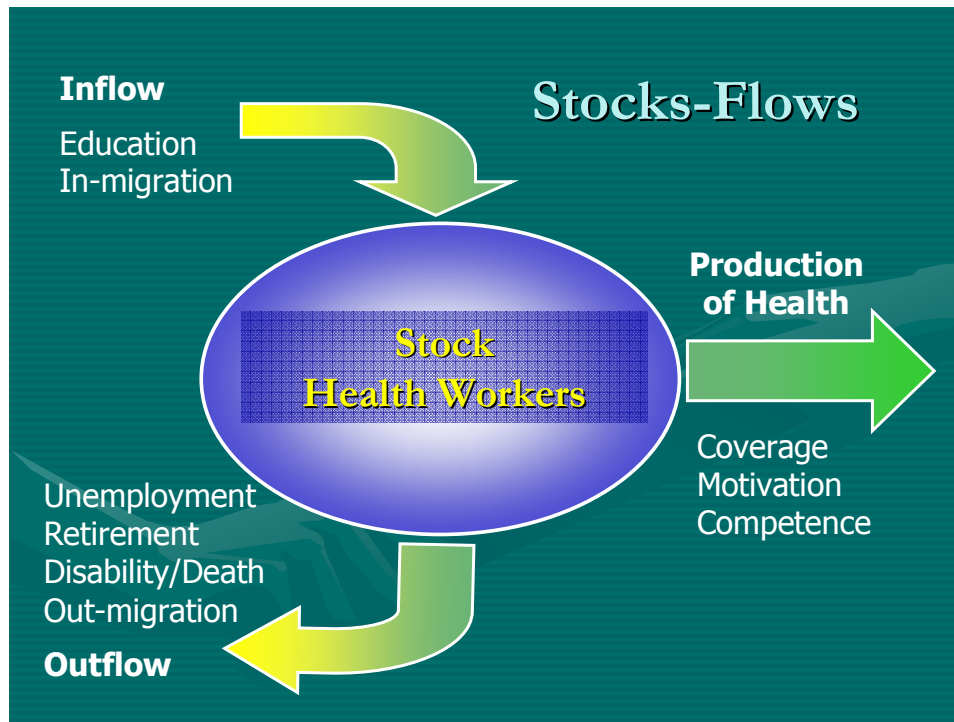 Stocks-Flows
Inflow
Education
In-migration
Stock
Health Workers
Production
of Health
Coverage
Motivation
Competence
Unemployment
Retirement
Disability/Death
Out-migration
Outflow